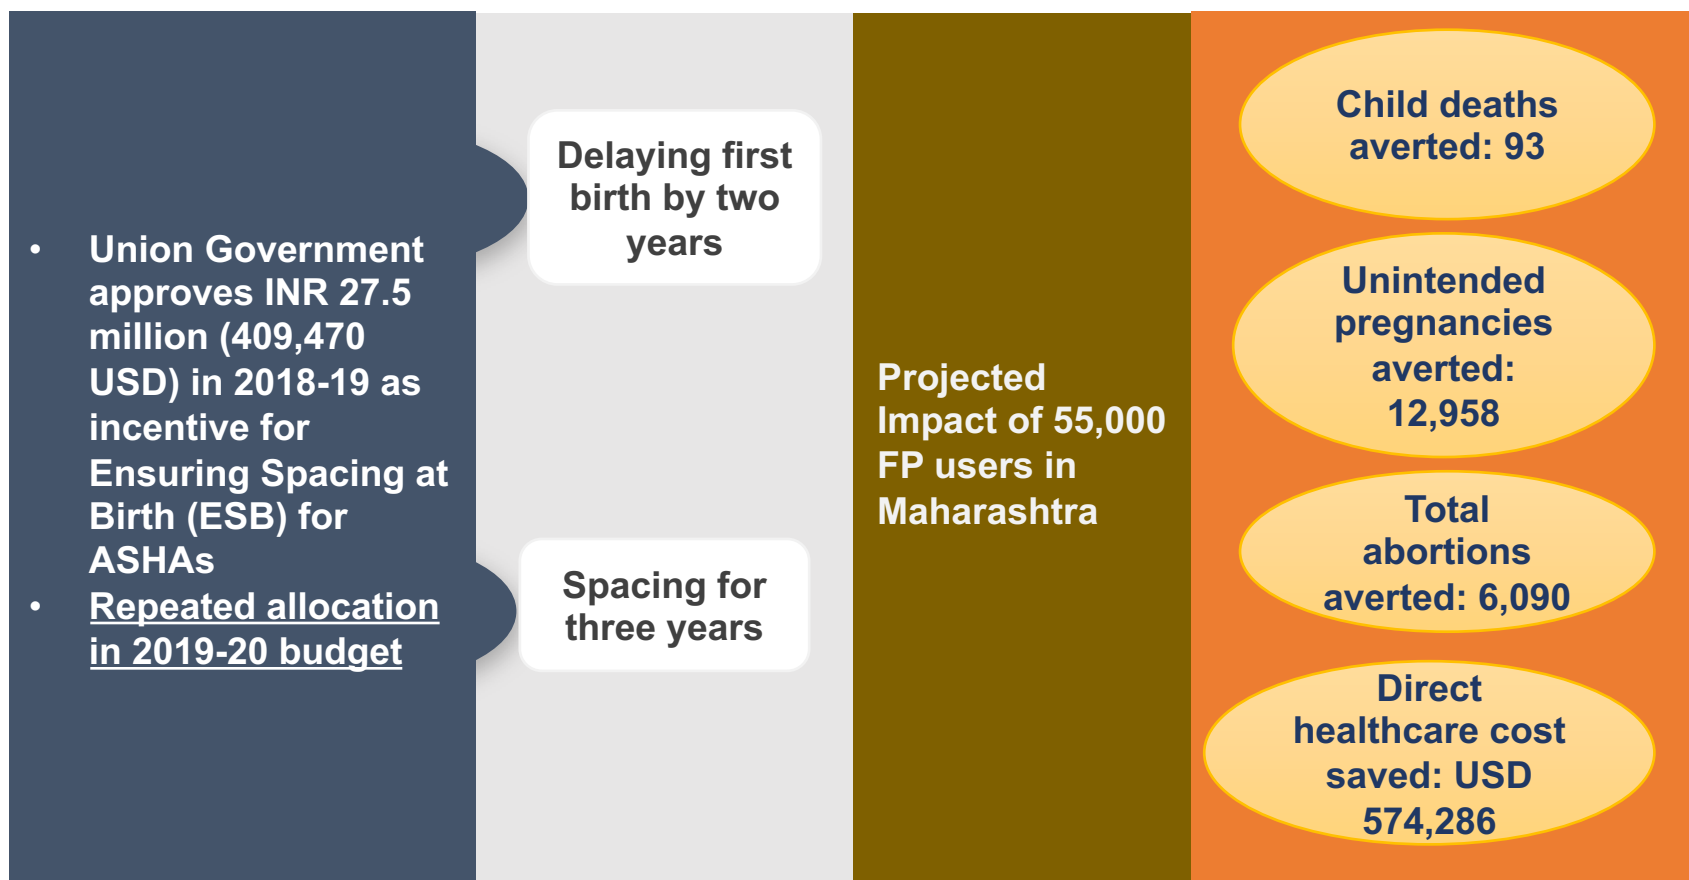 • Union Government
approves INR 27.5
million (409,470
USD) in 2018-19 as
incentive for
Ensuring Spacing at
Birth (ESB) for
ASHAs
• Repeated allocation
in 2019-20 budget
Delaying first
birth by two
years
Spacing for
three years
Projected
Impact of 55,000
FP users in
Maharashtra
Child deaths
averted: 93
Unintended
pregnancies
averted:
12,958
Total
abortions
averted: 6,090
Direct
healthcare cost
saved: USD
574,286